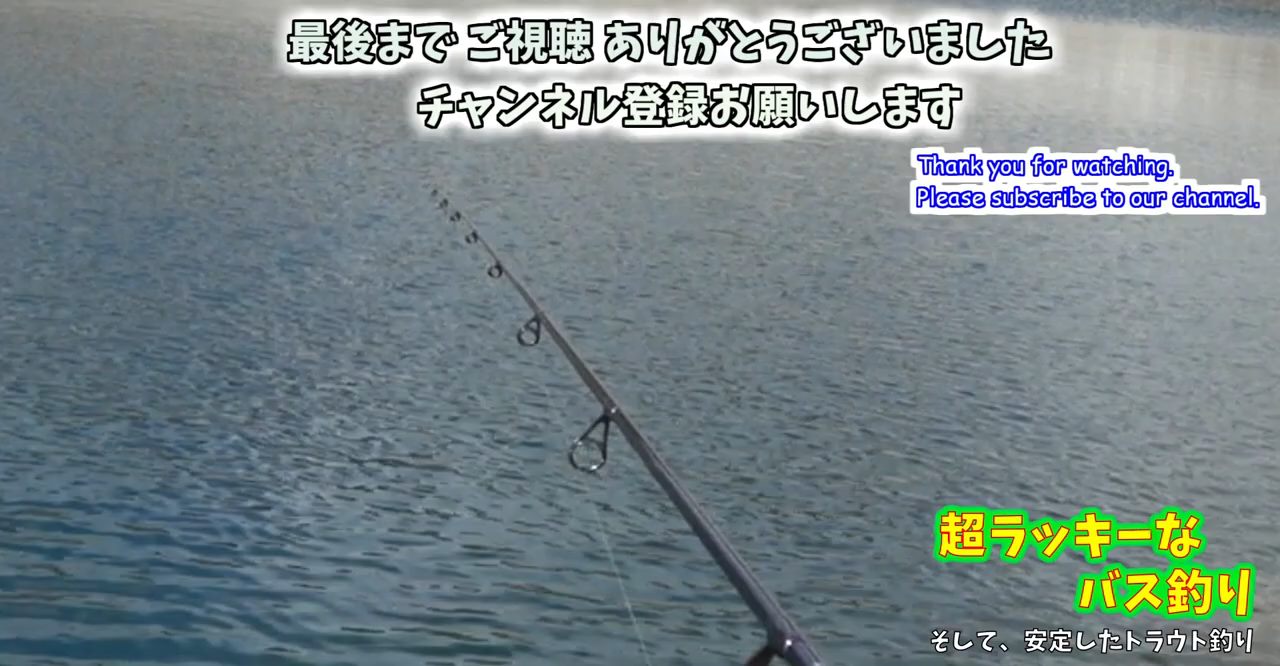 最後まで ご視聴 ありがとうございました
チャンネル登録お願いします
Thank you for watching.
Please subscribe to our channel.
超ラッキーな
バス釣り
そして、安定したトラウト釣り